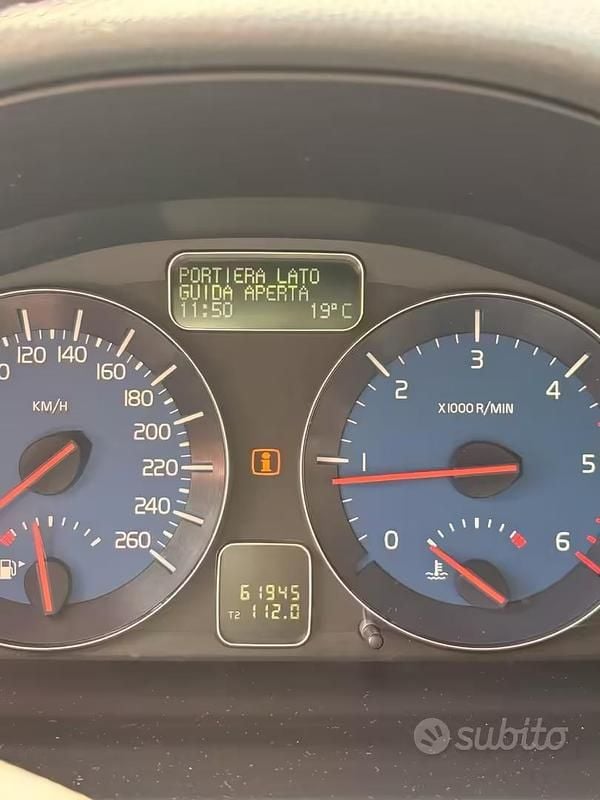 PORTIERA LATO
GUIDA APERTA
11:50 19°C
120 140 160 180 200 220 240 260
KM/H
0 1 2 3 4 5 6
X1000 R/MIN
i
61945
T2 112.0
subito